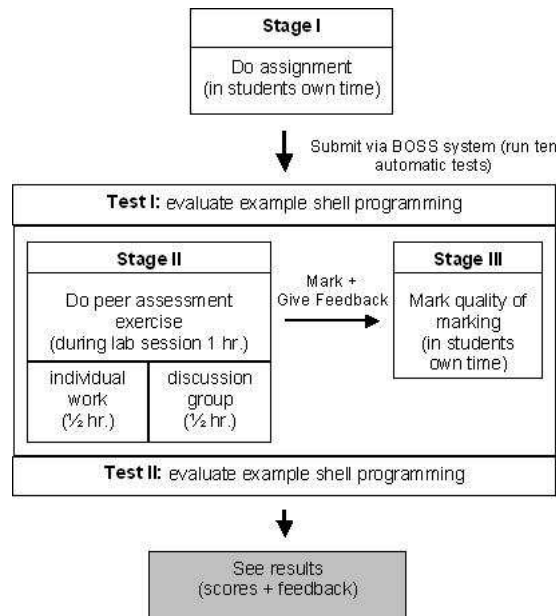 Stage I
Do assignment
(in students own time)
Submit via BOSS system (run ten
automatic tests)
Test I: evaluate example shell programming
Stage II
Do peer assessment
exercise
(during lab session 1 hr.)
individual
work
(½ hr.)
discussion
group
(½ hr.)
Mark +
Give Feedback
Stage III
Mark quality of
marking
(in students
own time)
Test II: evaluate example shell programming
See results
(scores + feedback)